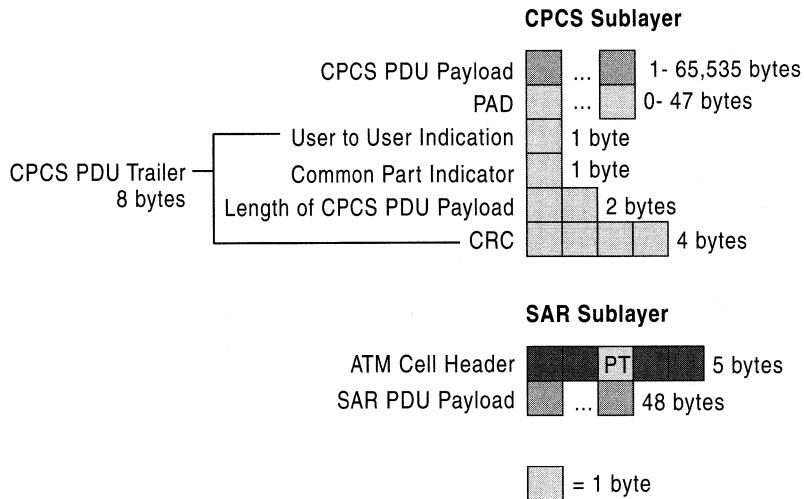 CPCS Sublayer
CPCS PDU Payload ... 1- 65,535 bytes
PAD ... 0- 47 bytes
User to User Indication 1 byte
Common Part Indicator 1 byte
CPCS PDU Trailer
8 bytes
Length of CPCS PDU Payload 2 bytes
CRC 4 bytes
SAR Sublayer
ATM Cell Header PT 5 bytes
SAR PDU Payload ... 48 bytes
= 1 byte